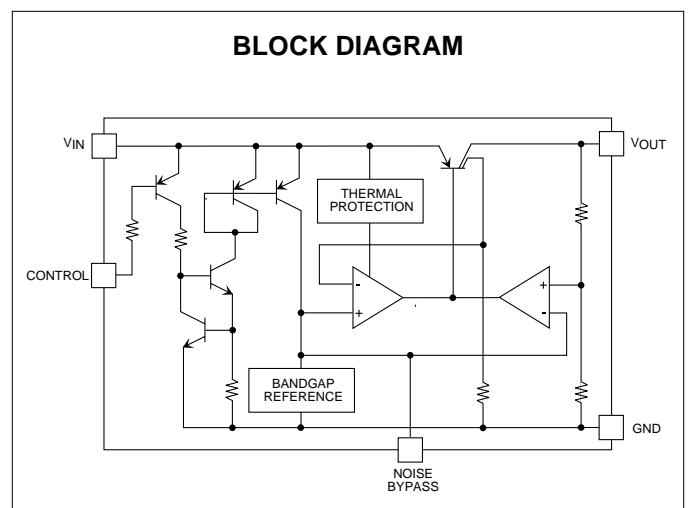 BLOCK DIAGRAM
VIN
VOUT
THERMAL
PROTECTION
CONTROL
-
+
+
-
BANDGAP
REFERENCE
GND
NOISE
BYPASS